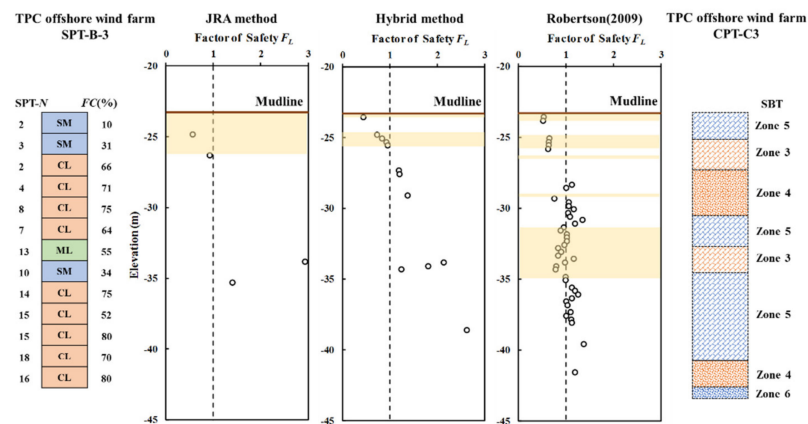 TPC offshore wind farm
SPT-B-3
JRA method
Factor of Safety FL
0 1 2 3
Hybrid method
Factor of Safety FL
0 1 2 3
Robertson(2009)
Factor of Safety FL
0 1 2 3
TPC offshore wind farm
CPT-C3
SPT-N FC(%)
2 SM 10
3 SM 31
2 CL 66
4 CL 71
8 CL 75
7 CL 64
13 ML 55
10 SM 34
14 CL 75
15 CL 52
15 CL 80
18 CL 70
16 CL 80
Elevation (m)
-20
-25
-30
-35
-40
-45
Mudline
-20
-25
-30
-35
-40
-45
Mudline
-20
-25
-30
-35
-40
-45
Mudline
SBT
Zone 5
Zone 3
Zone 4
Zone 5
Zone 3
Zone 5
Zone 4
Zone 6